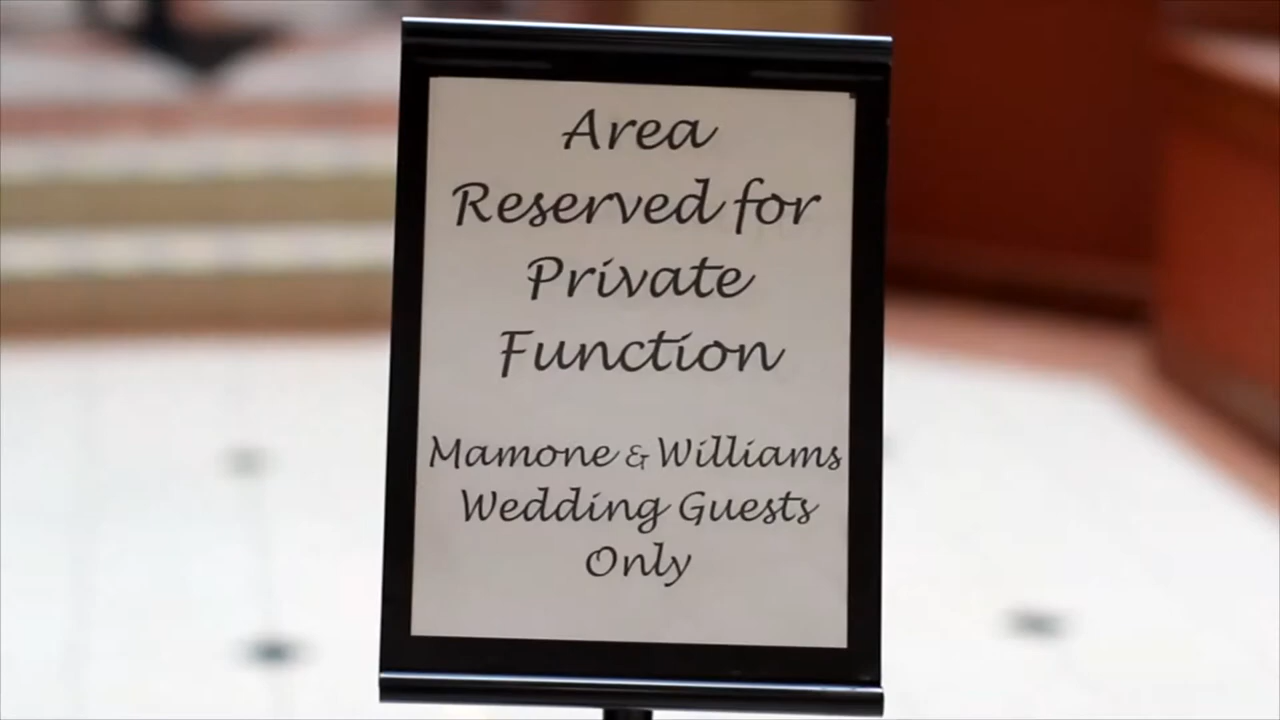 Area
Reserved for
Private
Function
Mamone & Williams
Wedding Guests
Only